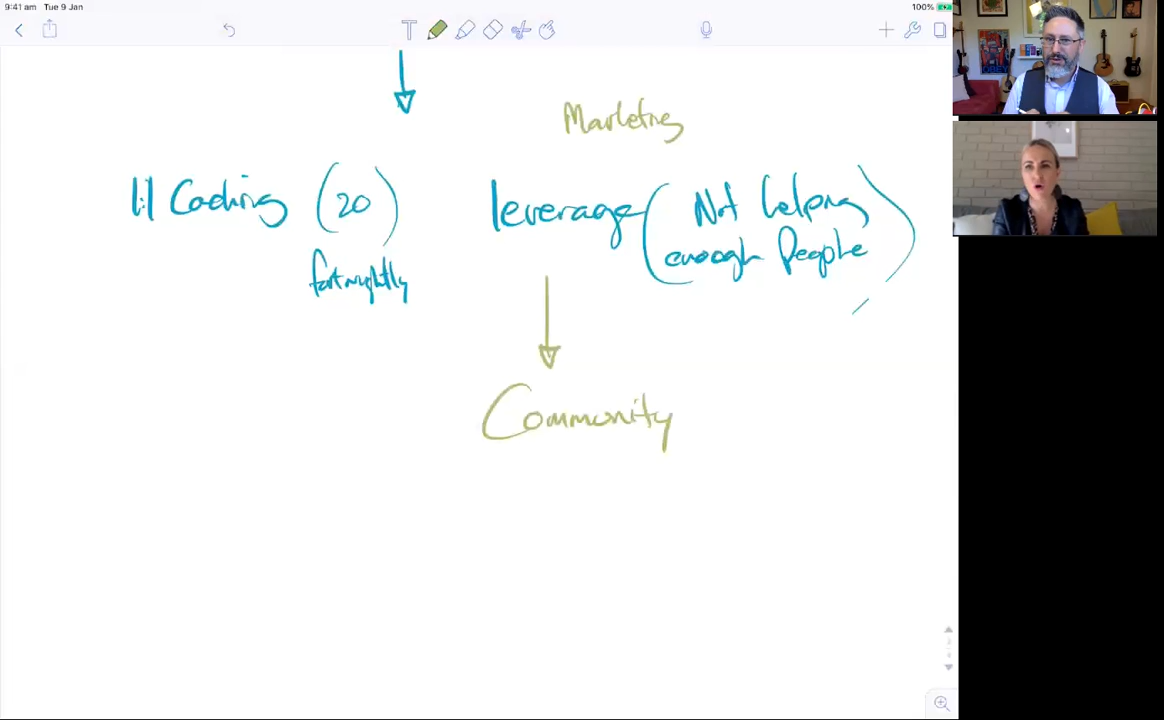 9:41 am Tue 9 Jan
100%
T
Marketing
1:1 Coaching (20)
fortnightly
leverage (Not helping
enough People)
Community
OBEY